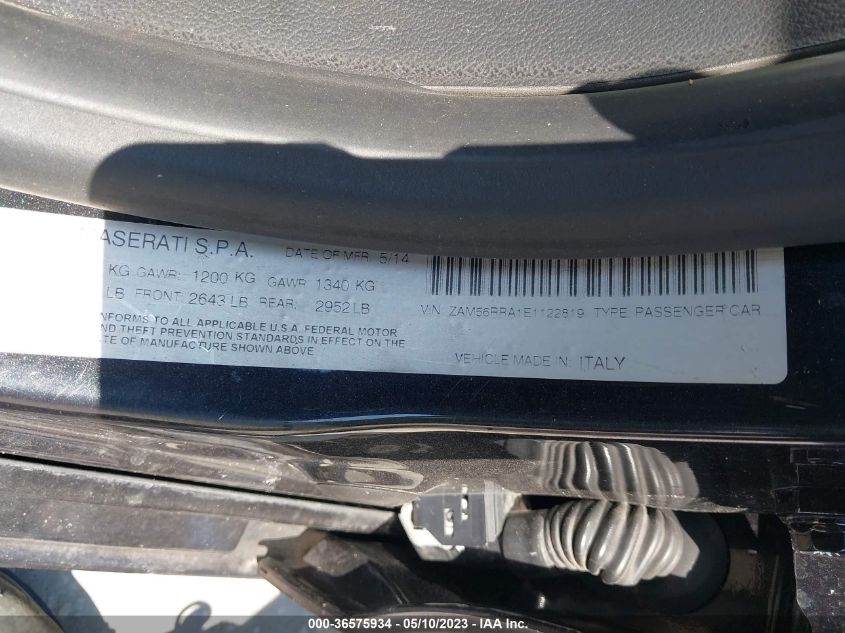 ASERATI S.P.A. DATE OF MFR 5/14
KG GAWR: 1200 KG GAWR 1340 KG
LB FRONT: 2643 LB REAR: 2952 LB
VIN: ZAM56RRA1E1122819 TYPE PASSENGER CAR
NFORMS TO ALL APPLICABLE U.S.A. FEDERAL MOTOR
ND THEFT PREVENTION STANDARDS IN EFFECT ON THE
TE OF MANUFACTURE SHOWN ABOVE
VEHICLE MADE IN: ITALY
000-36575934 - 05/10/2023 - IAA Inc.